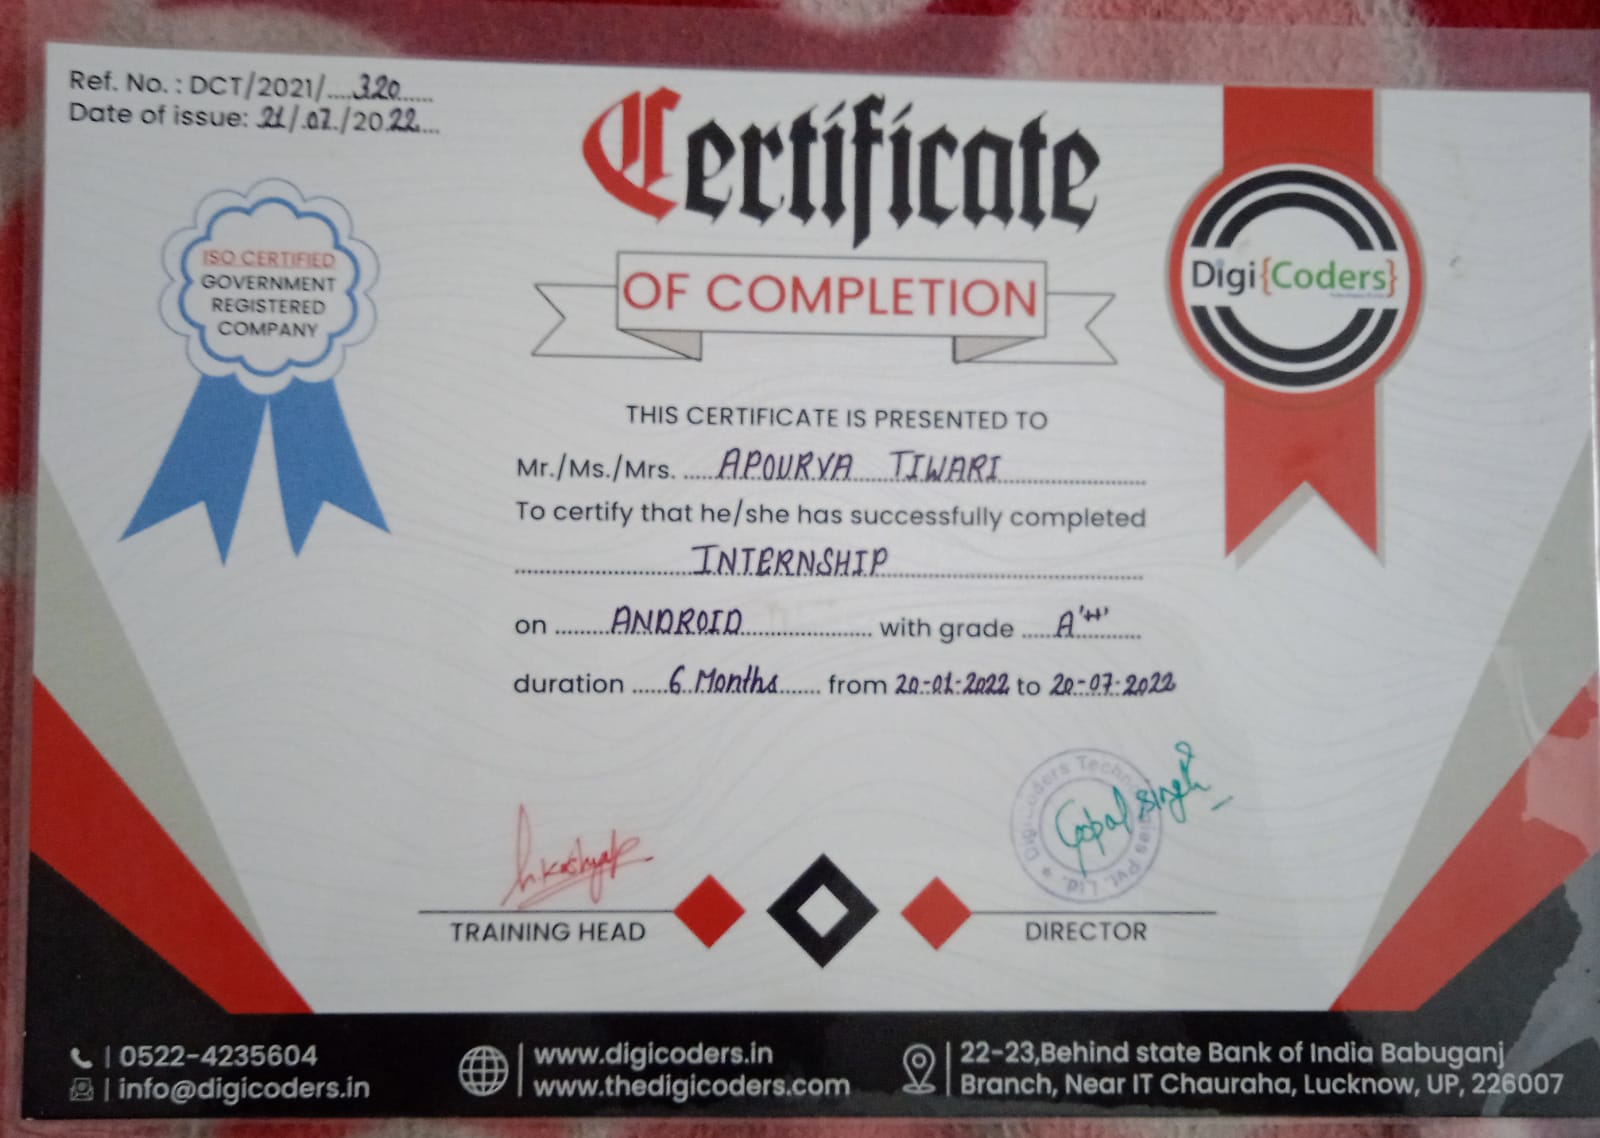 Ref. No. : DCT/2021/....320......
Date of issue: 21/.07./2022....
ISO CERTIFIED
GOVERNMENT
REGISTERED
COMPANY
Certificate
OF COMPLETION
Digi{Coders}
THIS CERTIFICATE IS PRESENTED TO
Mr./Ms./Mrs. APOURVA TIWARI
To certify that he/she has successfully completed
INTERNSHIP
on ANDROID with grade A'++'
duration 6 Months from 20-01-2022 to 20-07-2022
h.kashyap
DigiCoders Technologies Pvt. Ltd.
Gopal Singh
TRAINING HEAD
DIRECTOR
0522-4235604
info@digicoders.in
www.digicoders.in
www.thedigicoders.com
22-23,Behind state Bank of India Babuganj
Branch, Near IT Chauraha, Lucknow, UP, 226007